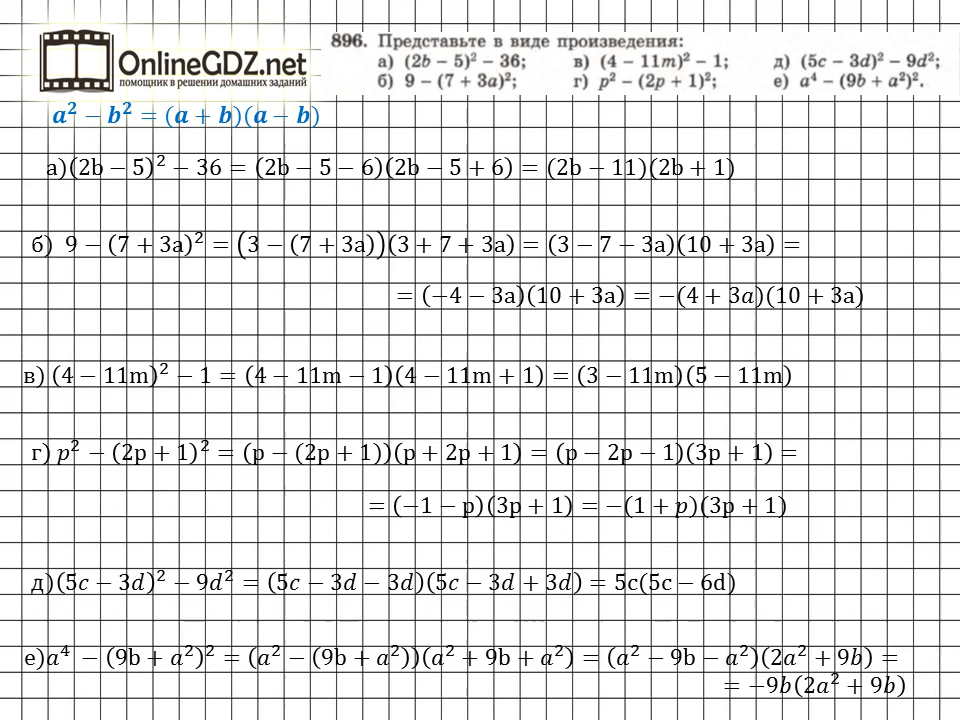 OnlineGDZ.net
помощник в решении домашних заданий
896. Представьте в виде произведения:
а) (2b − 5)² − 36; в) (4 − 11m)² − 1; д) (5c − 3d)² − 9d²;
б) 9 − (7 + 3a)²; г) p² − (2p + 1)²; е) a⁴ − (9b + a²)².
a² − b² = (a + b)(a − b)
а)(2b − 5)² − 36 = (2b − 5 − 6)(2b − 5 + 6) = (2b − 11)(2b + 1)
б) 9 − (7 + 3a)² = (3 − (7 + 3a))(3 + 7 + 3a) = (3 − 7 − 3a)(10 + 3a) =
= (−4 − 3a)(10 + 3a) = −(4 + 3a)(10 + 3a)
в) (4 − 11m)² − 1 = (4 − 11m − 1)(4 − 11m + 1) = (3 − 11m)(5 − 11m)
г) p² − (2p + 1)² = (p − (2p + 1))(p + 2p + 1) = (p − 2p − 1)(3p + 1) =
= (−1 − p)(3p + 1) = −(1 + p)(3p + 1)
д)(5c − 3d)² − 9d² = (5c − 3d − 3d)(5c − 3d + 3d) = 5c(5c − 6d)
е)a⁴ − (9b + a²)² = (a² − (9b + a²))(a² + 9b + a²) = (a² − 9b − a²)(2a² + 9b) =
= −9b(2a² + 9b)